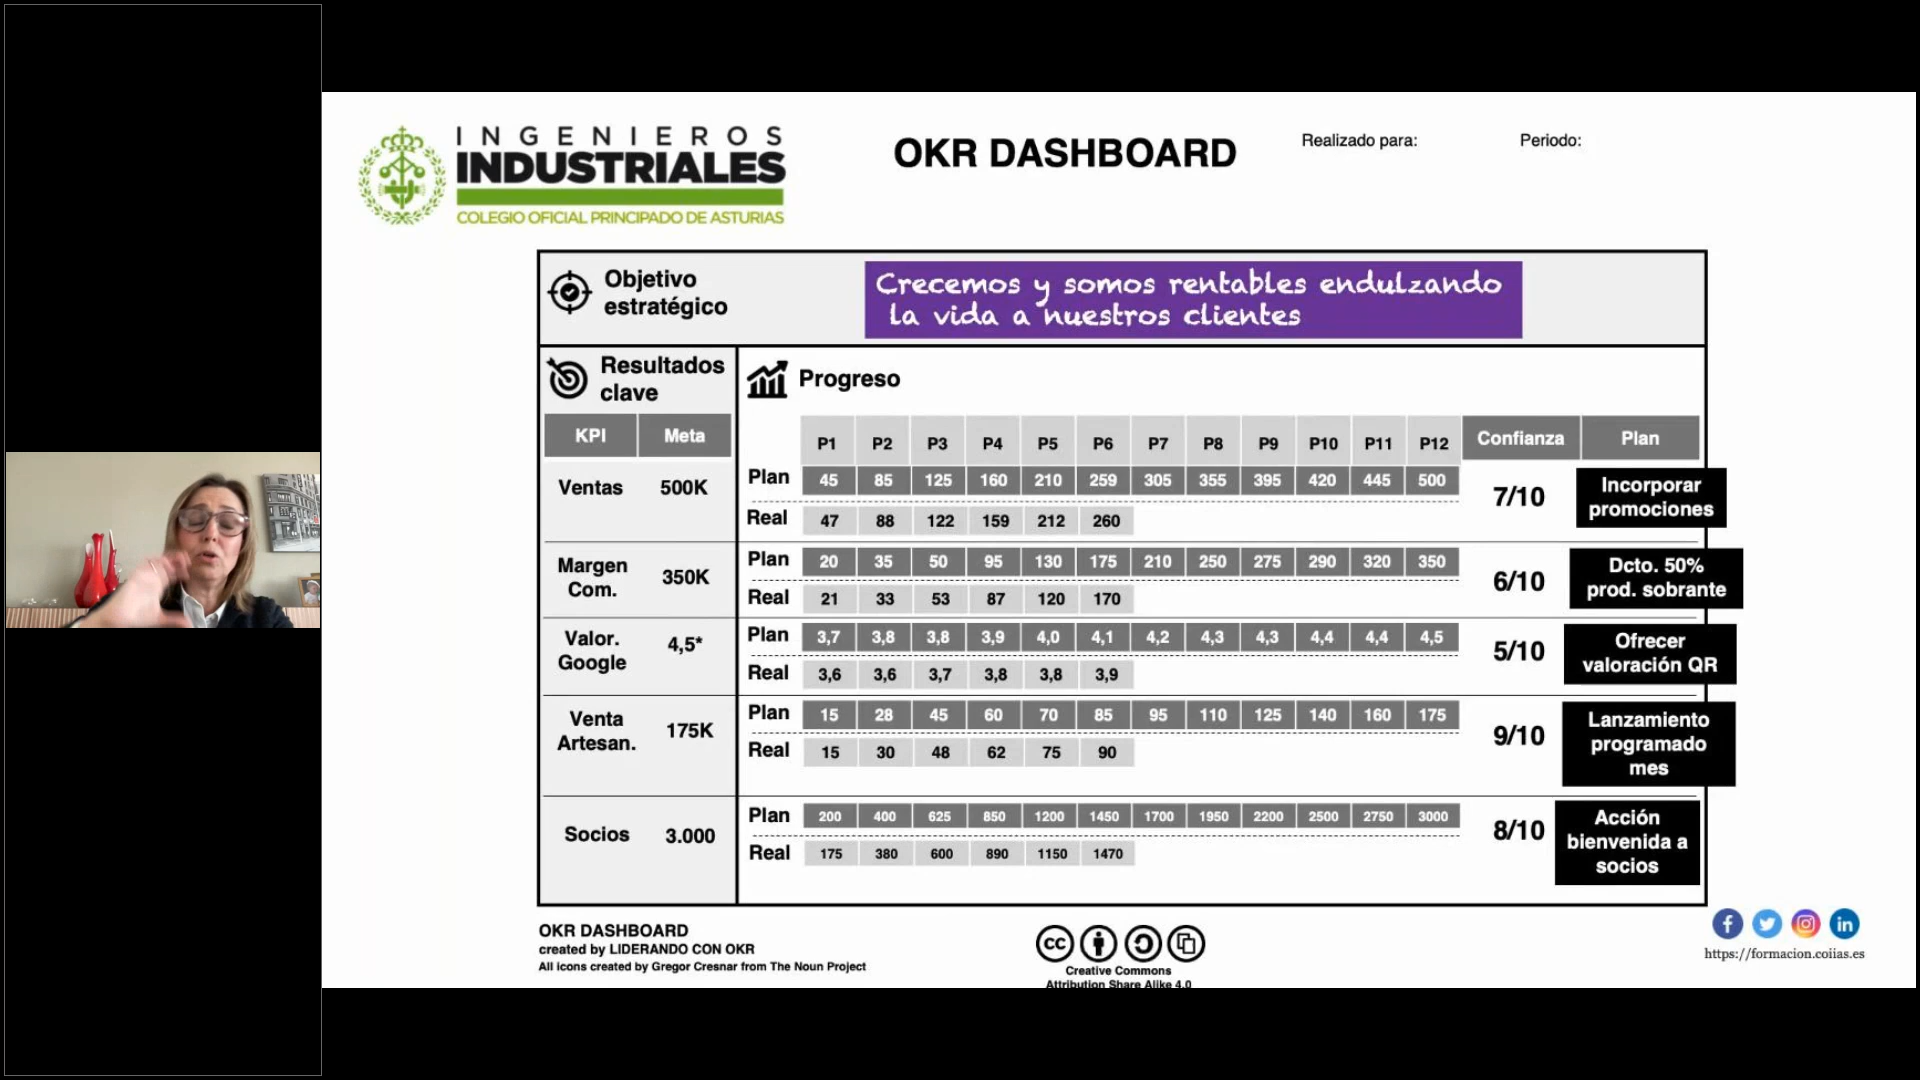 INGENIEROS
INDUSTRIALES
COLEGIO OFICIAL PRINCIPADO DE ASTURIAS
OKR DASHBOARD
Realizado para:
Periodo:
Objetivo
estratégico
Crecemos y somos rentables endulzando
la vida a nuestros clientes
Resultados
clave
Progreso
KPI Meta
P1 P2 P3 P4 P5 P6 P7 P8 P9 P10 P11 P12 Confianza Plan
Ventas 500K
Plan 45 85 125 160 210 259 305 355 395 420 445 500
Real 47 88 122 159 212 260
7/10
Incorporar
promociones
Margen
Com.
350K
Plan 20 35 50 95 130 175 210 250 275 290 320 350
Real 21 33 53 87 120 170
6/10
Dcto. 50%
prod. sobrante
Valor.
Google
4,5*
Plan 3,7 3,8 3,8 3,9 4,0 4,1 4,2 4,3 4,3 4,4 4,4 4,5
Real 3,6 3,6 3,7 3,8 3,8 3,9
5/10
Ofrecer
valoración QR
Venta
Artesan.
175K
Plan 15 28 45 60 70 85 95 110 125 140 160 175
Real 15 30 48 62 75 90
9/10
Lanzamiento
programado
mes
Socios 3.000
Plan 200 400 625 850 1200 1450 1700 1950 2200 2500 2750 3000
Real 175 380 600 890 1150 1470
8/10
Acción
bienvenida a
socios
OKR DASHBOARD
created by LIDERANDO CON OKR
All icons created by Gregor Cresnar from The Noun Project
cc
Creative Commons
Attribution Share Alike 4.0
f
in
https://formacion.coiias.es